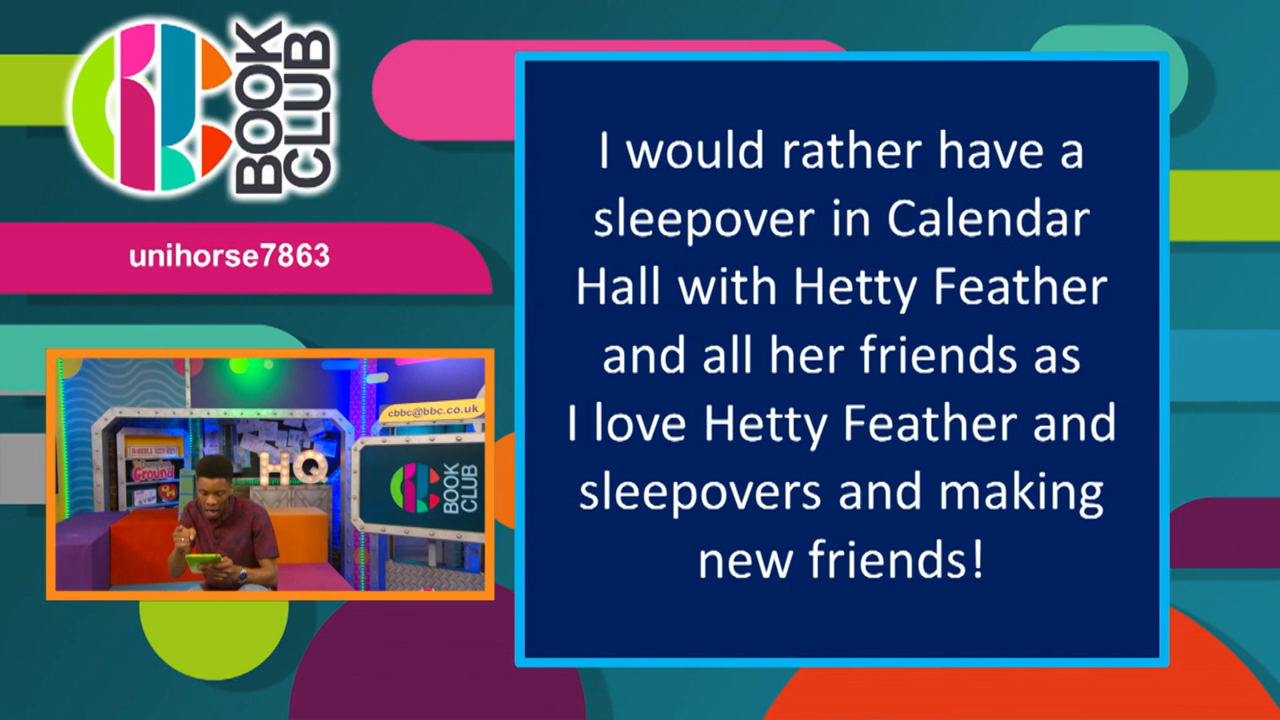 BOOK
CLUB
unihorse7863
I would rather have a
sleepover in Calendar
Hall with Hetty Feather
and all her friends as
I love Hetty Feather and
sleepovers and making
new friends!
cbbc@bbc.co.uk
HQ
Ground
BOOK
CLUB